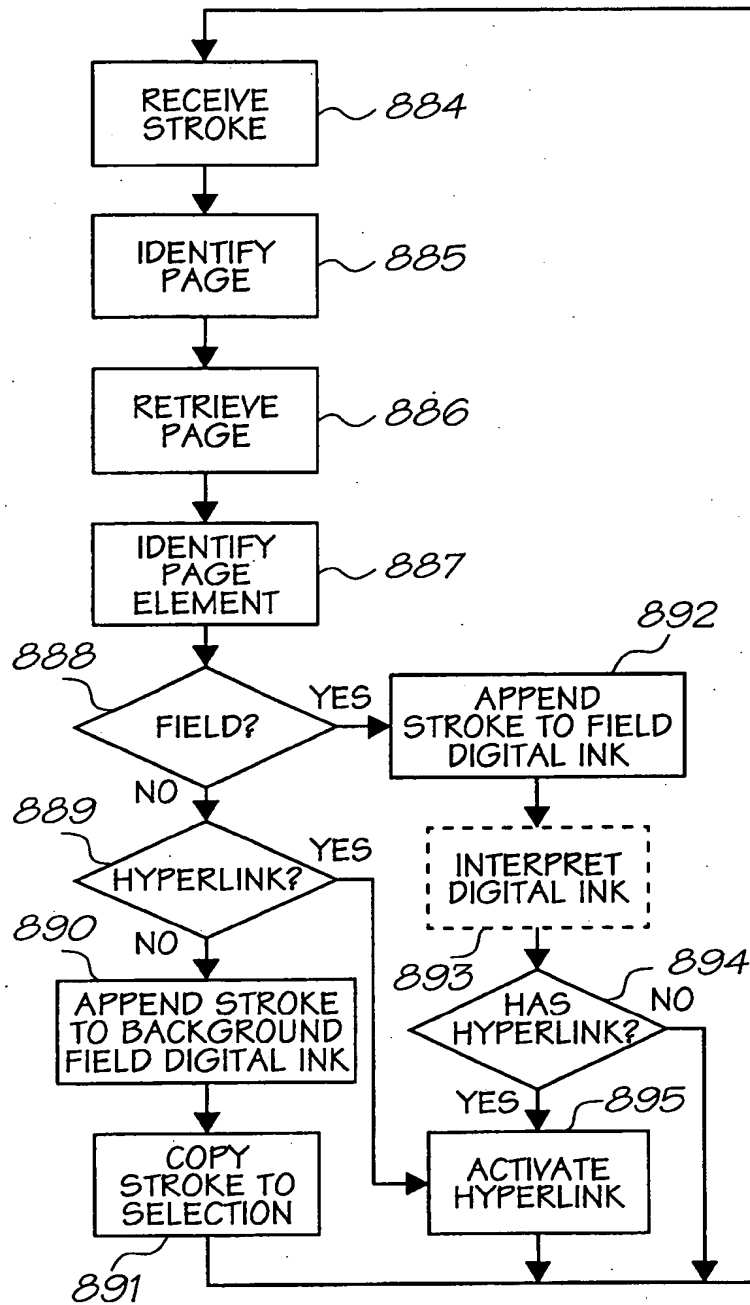 RECEIVE
STROKE
884
IDENTIFY
PAGE
885
RETRIEVE
PAGE
886
IDENTIFY
PAGE
ELEMENT
887
888
FIELD?
YES
NO
892
APPEND
STROKE TO FIELD
DIGITAL INK
889
HYPERLINK?
YES
NO
INTERPRET
DIGITAL INK
893
890
APPEND STROKE
TO BACKGROUND
FIELD DIGITAL INK
894
HAS
HYPERLINK?
NO
YES
895
COPY
STROKE TO
SELECTION
891
ACTIVATE
HYPERLINK